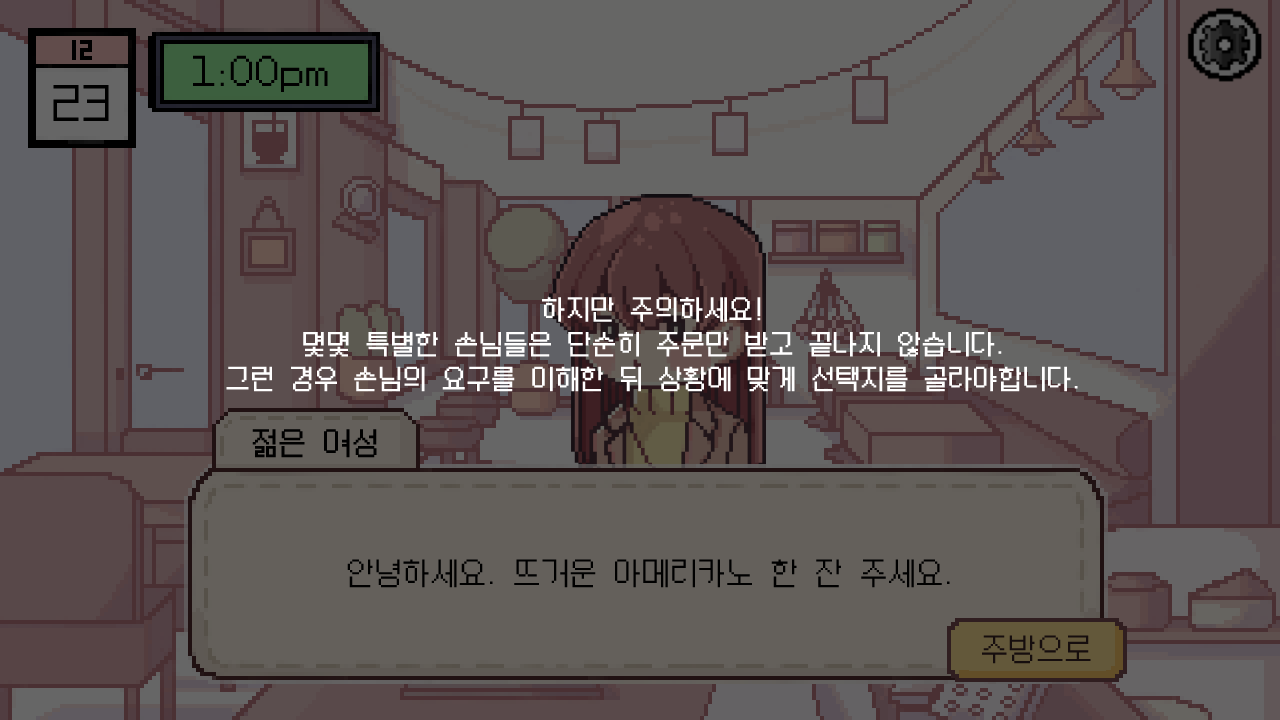 12
23
1:00pm
하지만 주의하세요!
몇몇 특별한 손님들은 단순히 주문만 받고 끝나지 않습니다.
그런 경우 손님의 요구를 이해한 뒤 상황에 맞게 선택지를 골라야합니다.
젊은 여성
안녕하세요. 뜨거운 아메리카노 한 잔 주세요.
주방으로